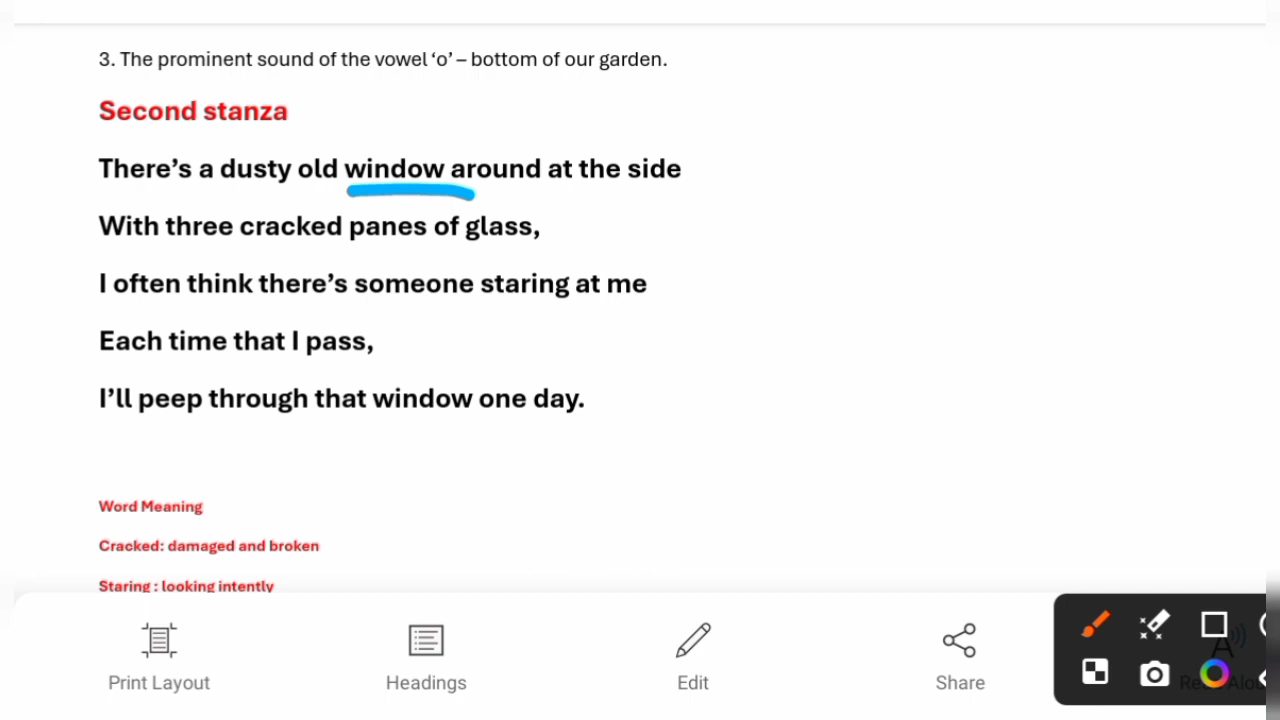 3. The prominent sound of the vowel ‘o’ – bottom of our garden.
Second stanza
There’s a dusty old window around at the side
With three cracked panes of glass,
I often think there’s someone staring at me
Each time that I pass,
I’ll peep through that window one day.
Word Meaning
Cracked: damaged and broken
Staring : looking intently
Print Layout
Headings
Edit
Share